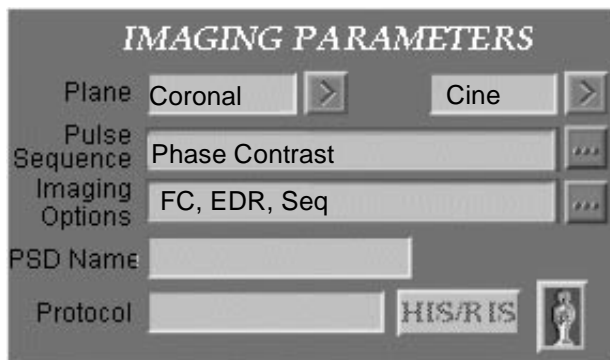 IMAGING PARAMETERS
Plane Coronal > Cine >
Pulse Sequence Phase Contrast ...
Imaging Options FC, EDR, Seq ...
PSD Name
Protocol HIS/RIS